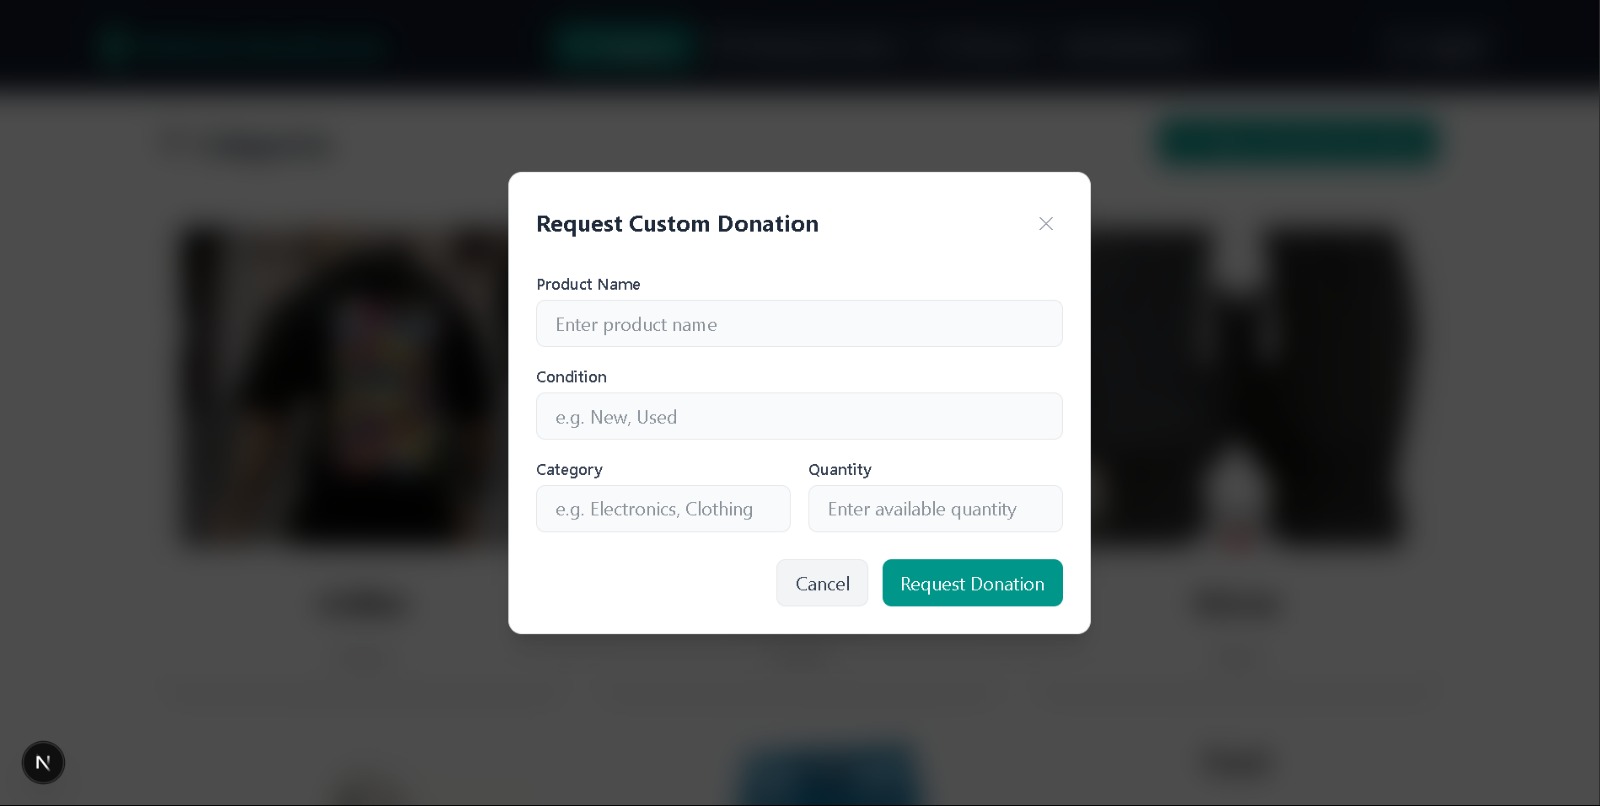 Request Custom Donation
Product Name
Enter product name
Condition
e.g. New, Used
Category
Quantity
e.g. Electronics, Clothing
Enter available quantity
Cancel
Request Donation
N